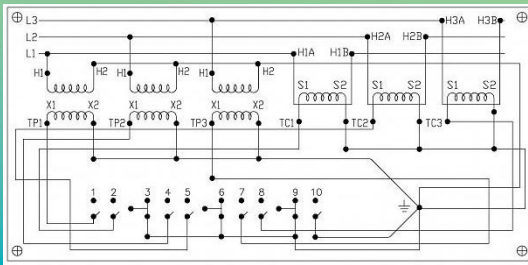 L3 H3A H3B
L2 H2A H2B
L1 H1A H1B
H1 H2 H1 H2 H1 H2
S1 S2 S1 S2 S1 S2
X1 X2 X1 X2 X1 X2
TP1 TP2 TP3 TC1 TC2 TC3
1 2 3 4 5 6 7 8 9 10